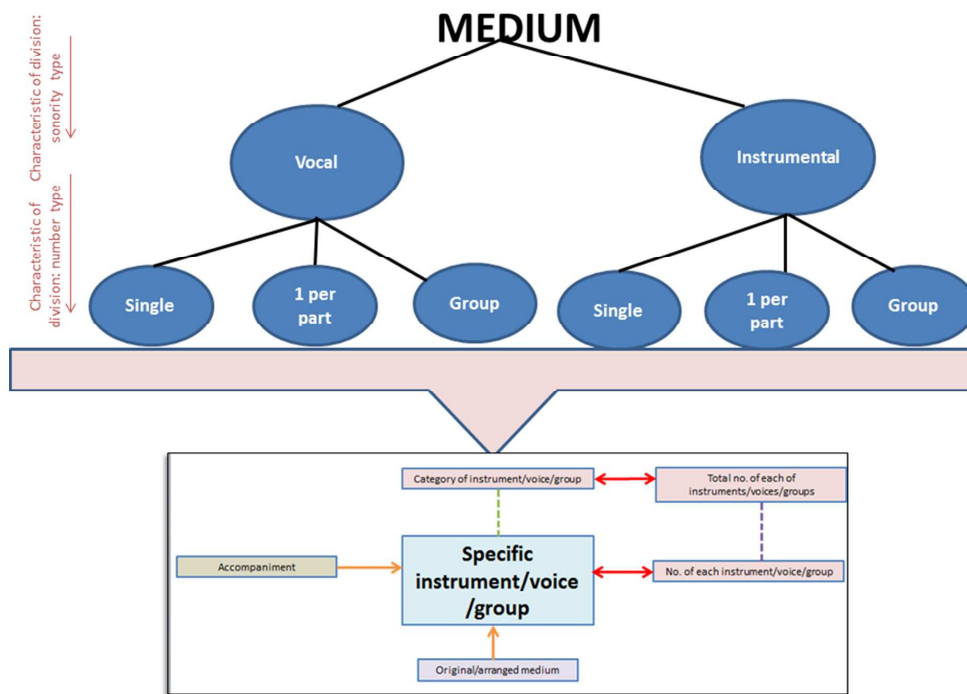 MEDIUM
Characteristic of division:
sonority type
Vocal
Instrumental
Characteristic of
division: number type
Single
1 per
part
Group
Single
1 per
part
Group
Category of instrument/voice/group
Total no. of each of
instruments/voices/groups
Accompaniment
Specific
instrument/voice
/group
No. of each instrument/voice/group
Original/arranged medium